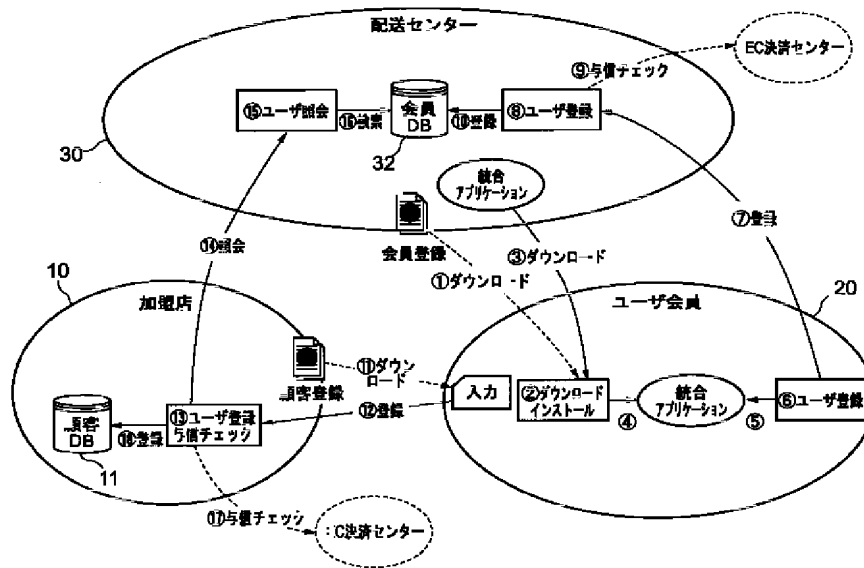 配送センター
EC決済センター
⑨与信チェック
⑮ユーザ照会
⑯検索
会員
DB
⑩登録
⑧ユーザ登録
30
32
統合
アプリケーション
⑦登録
会員登録
⑭照会
③ダウンロード
①ダウンロード
10
加盟店
20
ユーザ会員
⑪ダウン
ロード
顧客登録
入力
②ダウンロード
インストール
統合
アプリケーション
⑥ユーザ登録
④
⑤
⑫登録
顧客
DB
⑱登録
⑬ユーザ登録
与信チェック
11
⑰与信チェック
:C決済センター